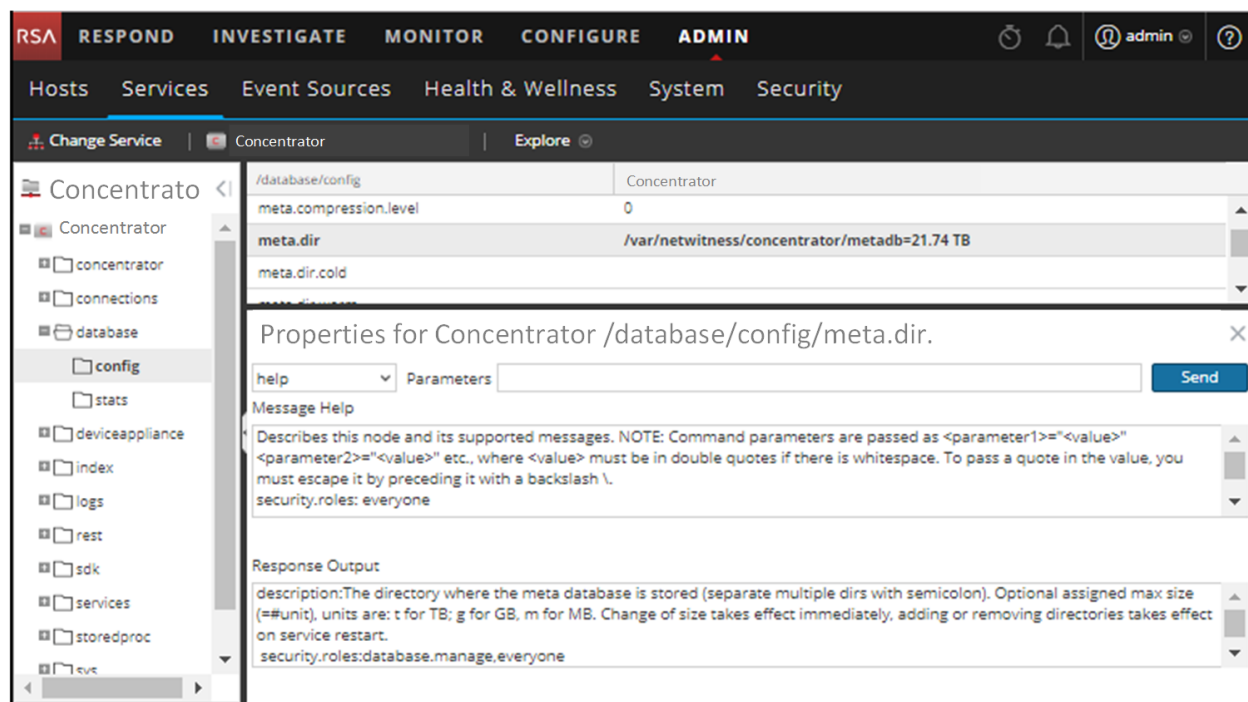 RSA RESPOND INVESTIGATE MONITOR CONFIGURE ADMIN admin
Hosts Services Event Sources Health & Wellness System Security
Change Service | C Concentrator | Explore
Concentrato
C Concentrator
concentrator
connections
database
config
stats
deviceappliance
index
logs
rest
sdk
services
storedproc
sys
/database/config Concentrator
meta.compression.level 0
meta.dir /var/netwitness/concentrator/metadb=21.74 TB
meta.dir.cold
meta.dir.warm
Properties for Concentrator /database/config/meta.dir.
help Parameters Send
Message Help
Describes this node and its supported messages. NOTE: Command parameters are passed as <parameter1>="<value>"
<parameter2>="<value>" etc., where <value> must be in double quotes if there is whitespace. To pass a quote in the value, you
must escape it by preceding it with a backslash \.
security.roles: everyone
Response Output
description:The directory where the meta database is stored (separate multiple dirs with semicolon). Optional assigned max size
(=#unit), units are: t for TB; g for GB, m for MB. Change of size takes effect immediately, adding or removing directories takes effect
on service restart.
security.roles:database.manage,everyone